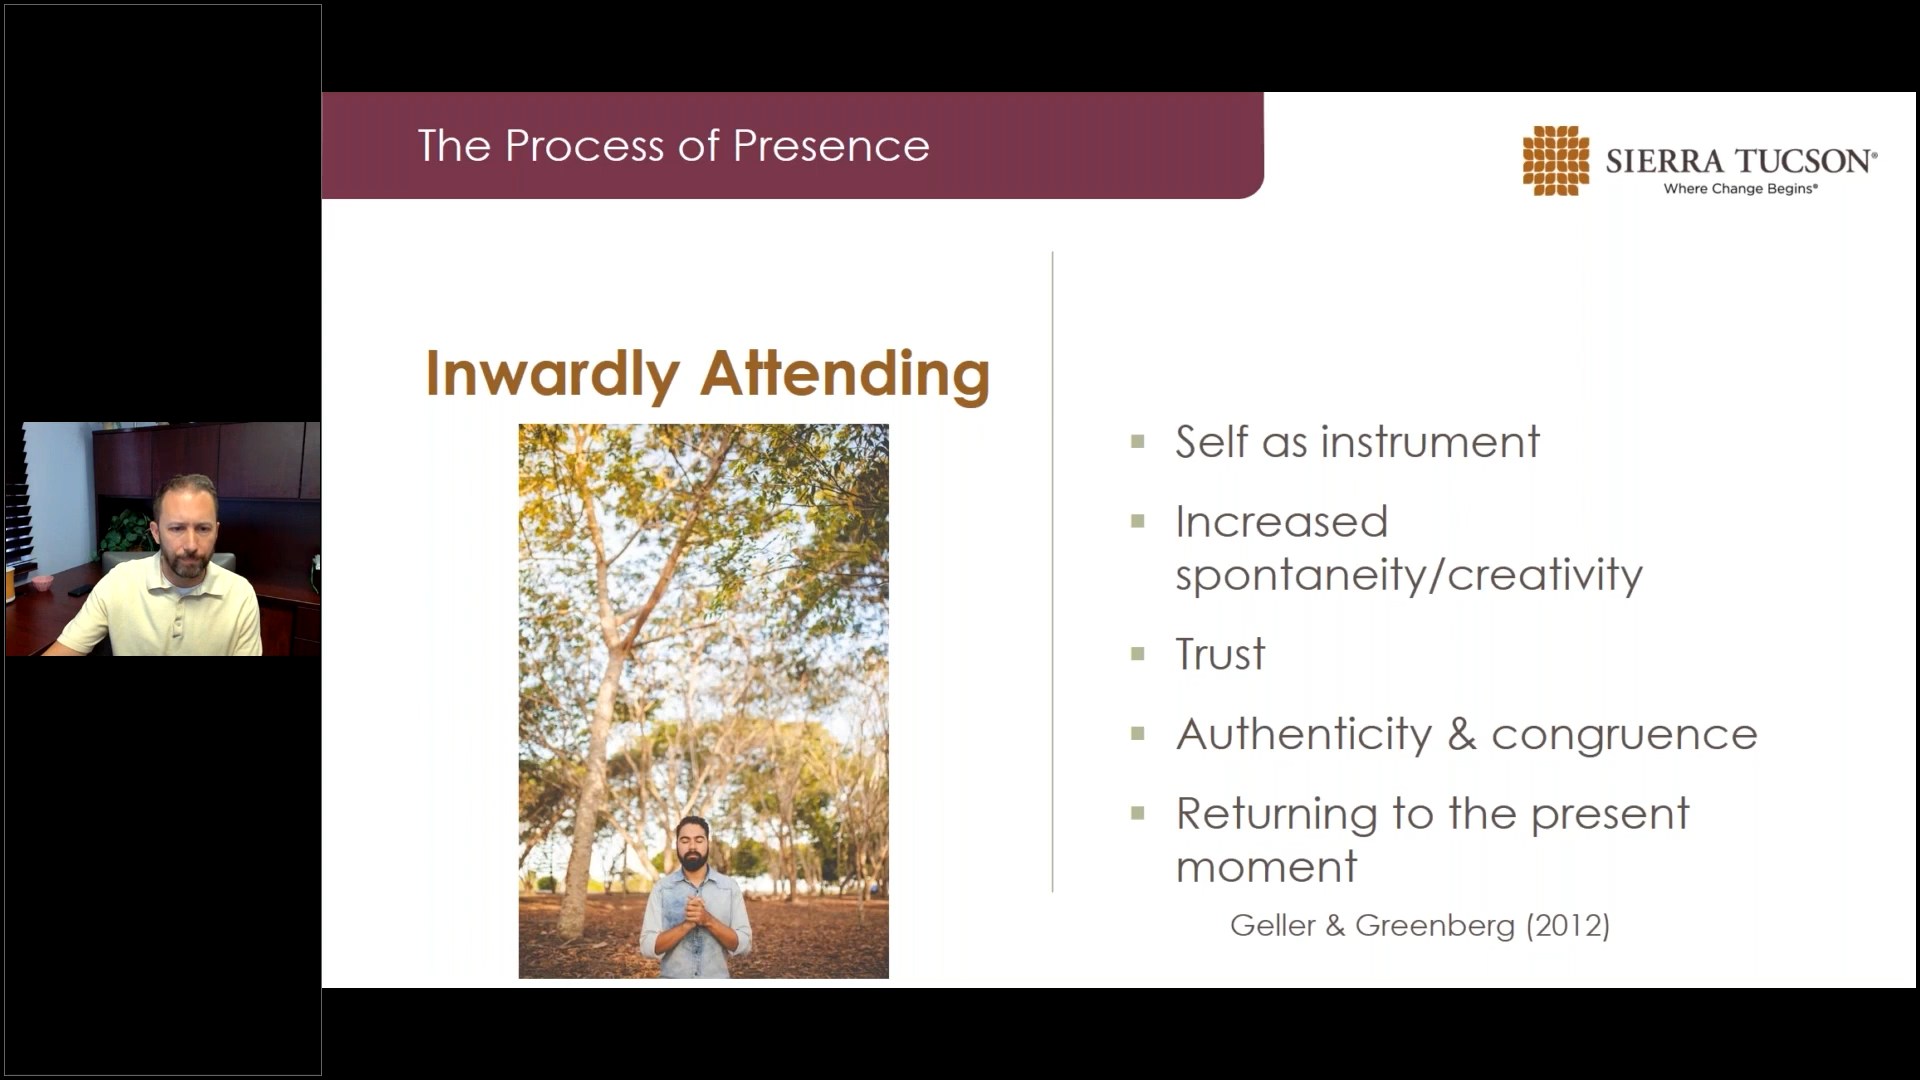 The Process of Presence
SIERRA TUCSON®
Where Change Begins®
Inwardly Attending
Self as instrument
Increased
spontaneity/creativity
Trust
Authenticity & congruence
Returning to the present
moment
Geller & Greenberg (2012)